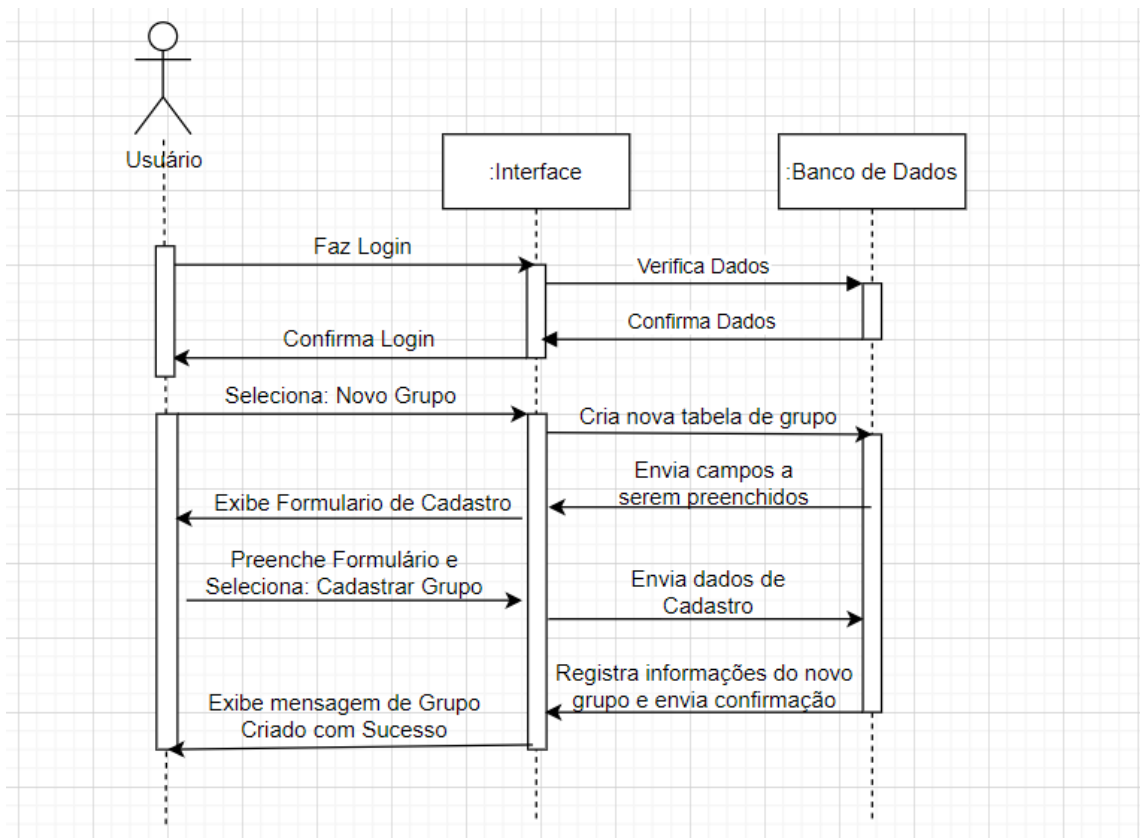 Usuário
:Interface
:Banco de Dados
Faz Login
Verifica Dados
Confirma Dados
Confirma Login
Seleciona: Novo Grupo
Cria nova tabela de grupo
Envia campos a
serem preenchidos
Exibe Formulario de Cadastro
Preenche Formulário e
Seleciona: Cadastrar Grupo
Envia dados de
Cadastro
Registra informações do novo
grupo e envia confirmação
Exibe mensagem de Grupo
Criado com Sucesso